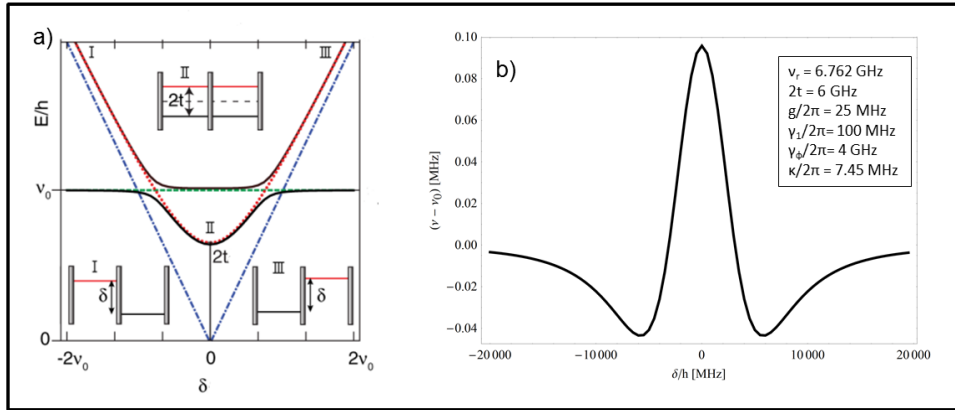 a)
I
III
II
2t
E/h
ν₀
II
2t
I
δ
III
δ
0
-2ν₀
0
2ν₀
δ
b)
0.10
0.08
0.06
0.04
0.02
0.00
−0.02
−0.04
(ν − ν₀) [MHz]
νᵣ = 6.762 GHz
2t = 6 GHz
g/2π = 25 MHz
γ₁/2π= 100 MHz
γᵩ/2π= 4 GHz
κ/2π = 7.45 MHz
−20 000
−10 000
0
10 000
20 000
δ/h [MHz]